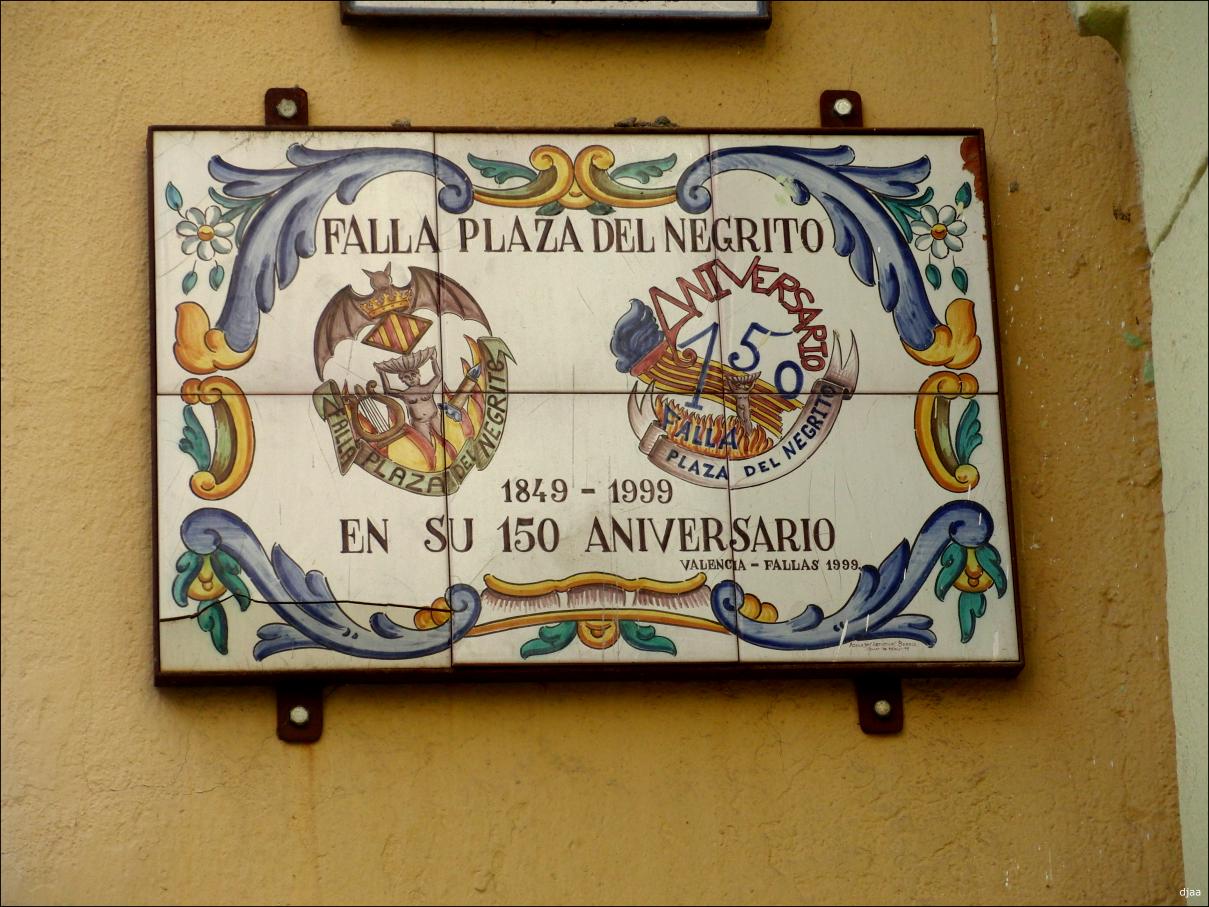 FALLA PLAZA DEL NEGRITO
FALLA PLAZA DEL NEGRITO
ANIVERSARIO
150
FALLA
PLAZA DEL NEGRITO
1849 - 1999
EN SU 150 ANIVERSARIO
VALENCIA - FALLAS 1999.
djaa